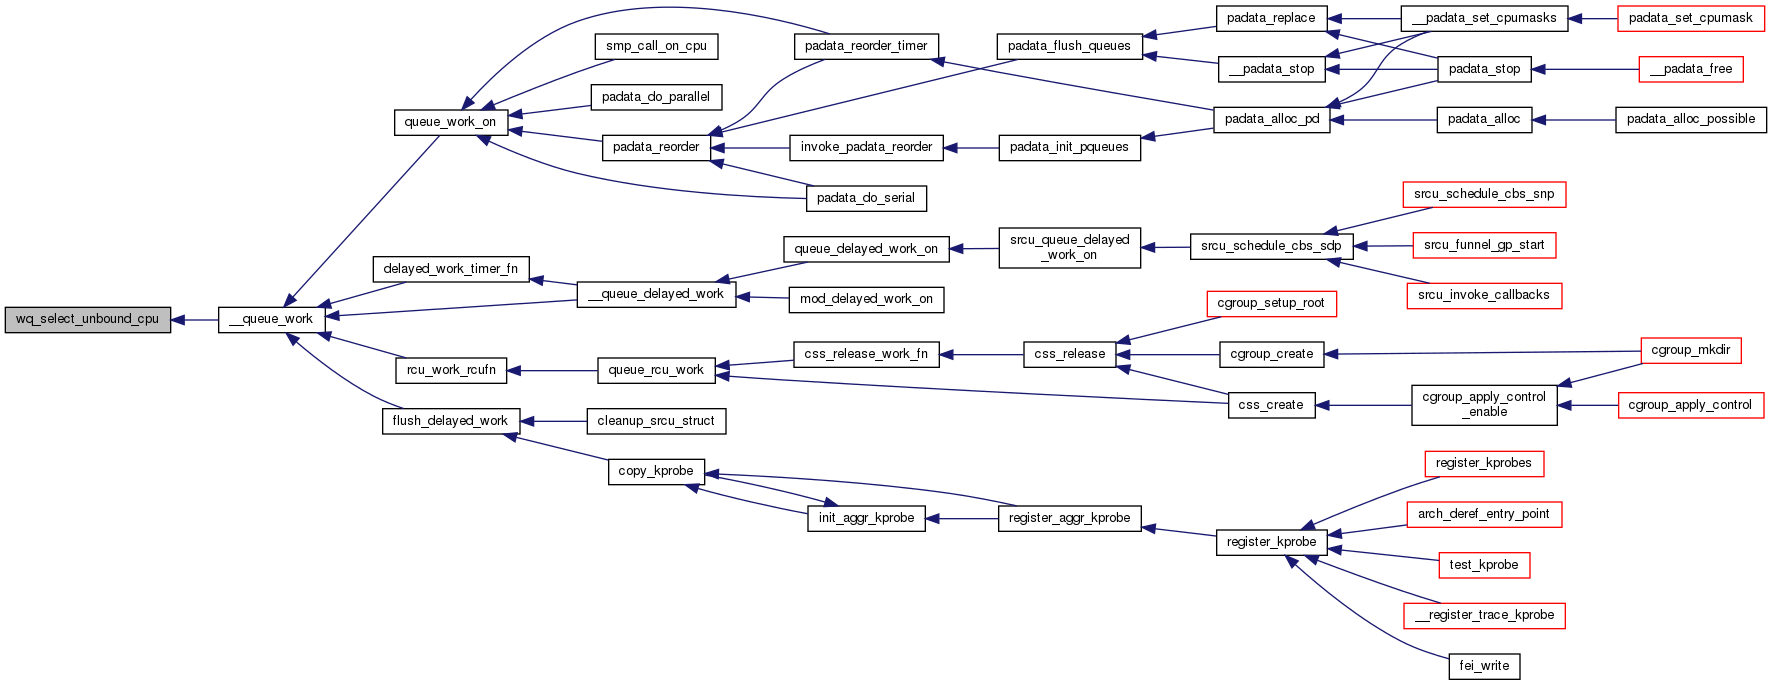 wq_select_unbound_cpu
__queue_work
queue_work_on
delayed_work_timer_fn
rcu_work_rcufn
flush_delayed_work
smp_call_on_cpu
padata_do_parallel
padata_reorder
__queue_delayed_work
queue_rcu_work
cleanup_srcu_struct
copy_kprobe
padata_reorder_timer
invoke_padata_reorder
padata_do_serial
queue_delayed_work_on
mod_delayed_work_on
css_release_work_fn
init_aggr_kprobe
padata_flush_queues
padata_init_pqueues
srcu_queue_delayed
_work_on
css_release
register_aggr_kprobe
padata_replace
__padata_stop
padata_alloc_pd
srcu_schedule_cbs_sdp
cgroup_setup_root
cgroup_create
css_create
register_kprobe
__padata_set_cpumasks
padata_stop
padata_alloc
srcu_schedule_cbs_snp
srcu_funnel_gp_start
srcu_invoke_callbacks
cgroup_apply_control
_enable
register_kprobes
arch_deref_entry_point
test_kprobe
__register_trace_kprobe
fei_write
padata_set_cpumask
__padata_free
padata_alloc_possible
cgroup_mkdir
cgroup_apply_control